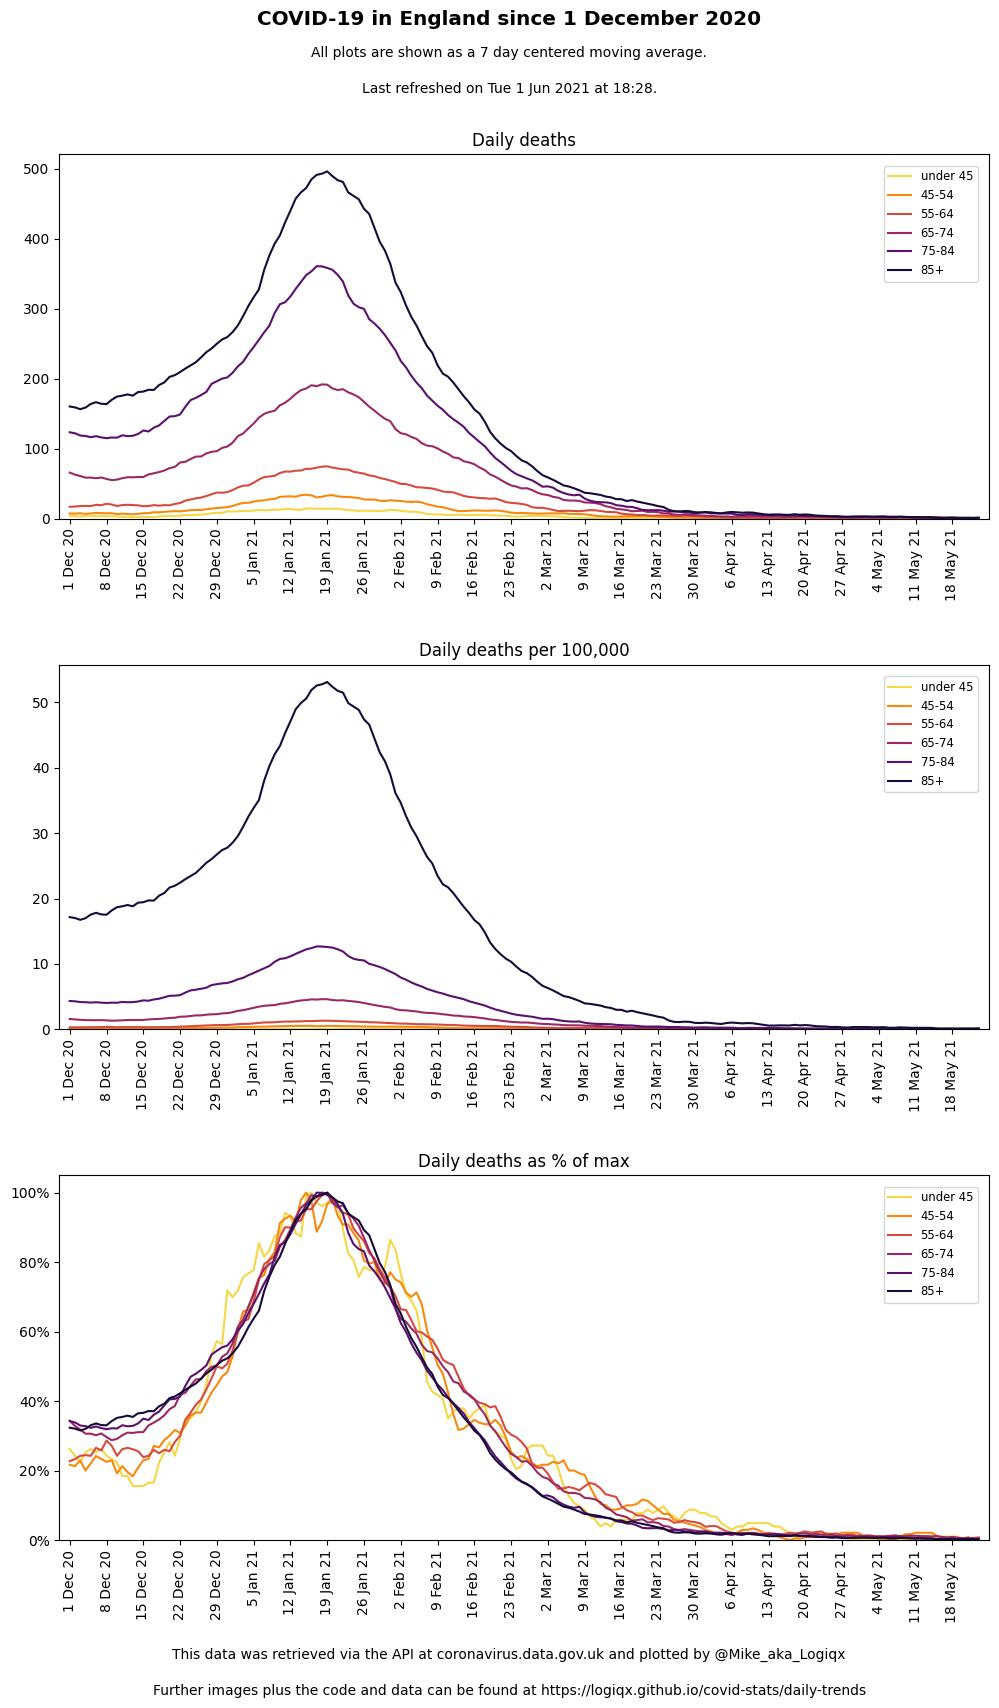 COVID-19 in England since 1 December 2020
All plots are shown as a 7 day centered moving average.
Last refreshed on Tue 1 Jun 2021 at 18:28.
Daily deaths
500
400
300
200
100
0
under 45
45-54
55-64
65-74
75-84
85+
1 Dec 20
8 Dec 20
15 Dec 20
22 Dec 20
29 Dec 20
5 Jan 21
12 Jan 21
19 Jan 21
26 Jan 21
2 Feb 21
9 Feb 21
16 Feb 21
23 Feb 21
2 Mar 21
9 Mar 21
16 Mar 21
23 Mar 21
30 Mar 21
6 Apr 21
13 Apr 21
20 Apr 21
27 Apr 21
4 May 21
11 May 21
18 May 21
Daily deaths per 100,000
50
40
30
20
10
0
under 45
45-54
55-64
65-74
75-84
85+
1 Dec 20
8 Dec 20
15 Dec 20
22 Dec 20
29 Dec 20
5 Jan 21
12 Jan 21
19 Jan 21
26 Jan 21
2 Feb 21
9 Feb 21
16 Feb 21
23 Feb 21
2 Mar 21
9 Mar 21
16 Mar 21
23 Mar 21
30 Mar 21
6 Apr 21
13 Apr 21
20 Apr 21
27 Apr 21
4 May 21
11 May 21
18 May 21
Daily deaths as % of max
100%
80%
60%
40%
20%
0%
under 45
45-54
55-64
65-74
75-84
85+
1 Dec 20
8 Dec 20
15 Dec 20
22 Dec 20
29 Dec 20
5 Jan 21
12 Jan 21
19 Jan 21
26 Jan 21
2 Feb 21
9 Feb 21
16 Feb 21
23 Feb 21
2 Mar 21
9 Mar 21
16 Mar 21
23 Mar 21
30 Mar 21
6 Apr 21
13 Apr 21
20 Apr 21
27 Apr 21
4 May 21
11 May 21
18 May 21
This data was retrieved via the API at coronavirus.data.gov.uk and plotted by @Mike_aka_Logiqx
Further images plus the code and data can be found at https://logiqx.github.io/covid-stats/daily-trends